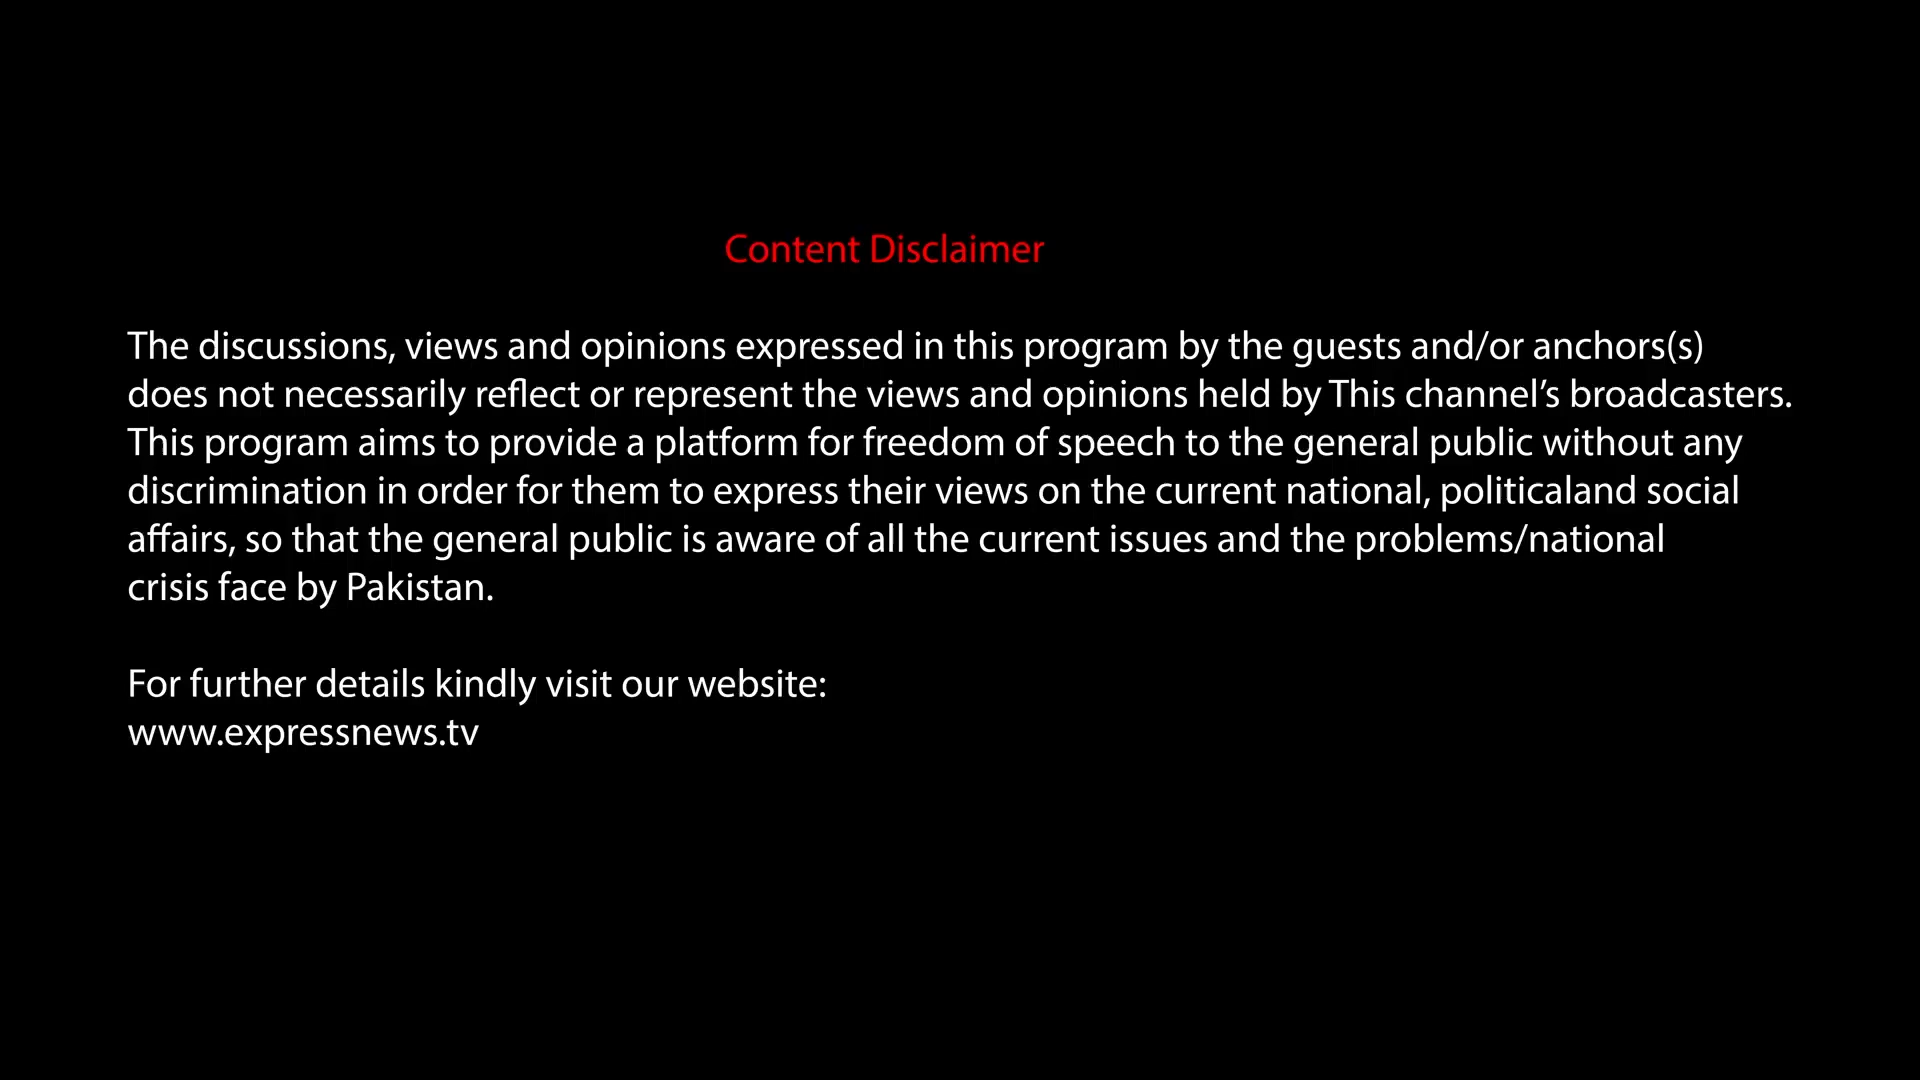 Content Disclaimer
The discussions, views and opinions expressed in this program by the guests and/or anchors(s)
does not necessarily reflect or represent the views and opinions held by This channel’s broadcasters.
This program aims to provide a platform for freedom of speech to the general public without any
discrimination in order for them to express their views on the current national, politicaland social
affairs, so that the general public is aware of all the current issues and the problems/national
crisis face by Pakistan.
For further details kindly visit our website:
www.expressnews.tv